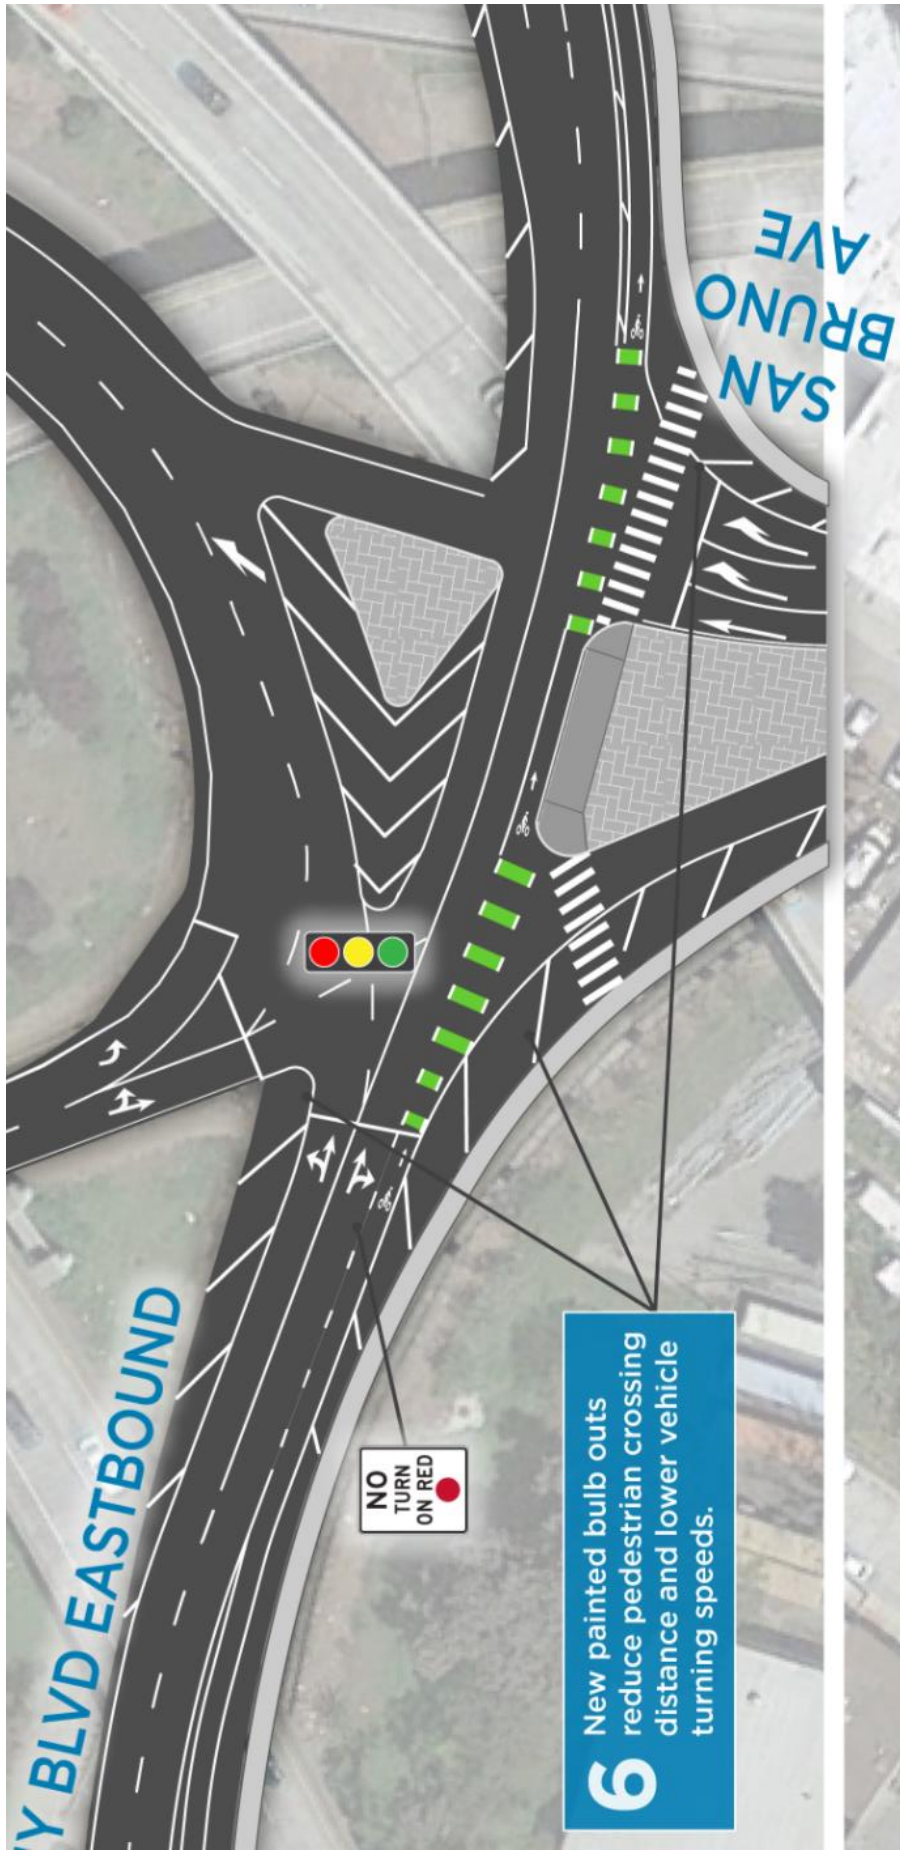 Y BLVD EASTBOUND
SAN
BRUNO
AVE
NO
TURN
ON RED
6
New painted bulb outs
reduce pedestrian crossing
distance and lower vehicle
turning speeds.